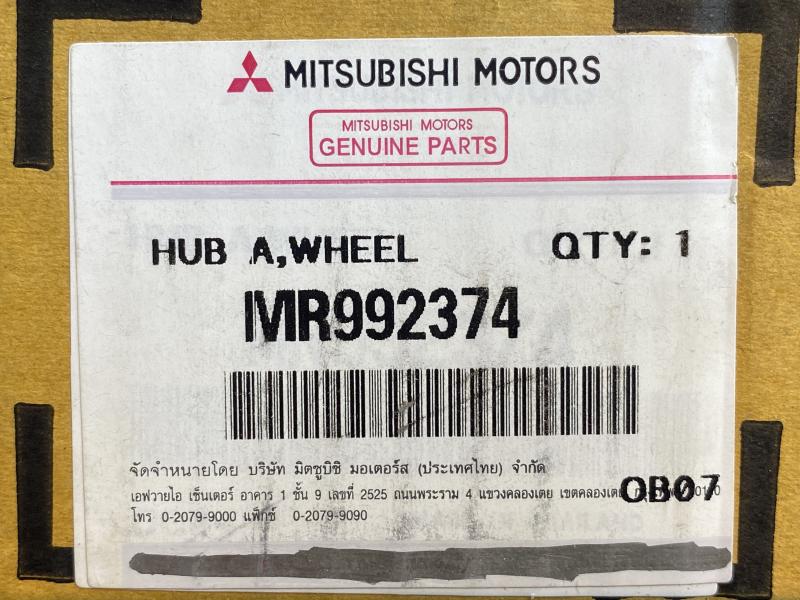 MITSUBISHI MOTORS
MITSUBISHI MOTORS
GENUINE PARTS
HUB A,WHEEL QTY: 1
MR992374
จัดจำหน่ายโดย บริษัท มิตซูบิชิ มอเตอร์ส (ประเทศไทย) จำกัด
เอฟวายไอ เซ็นเตอร์ อาคาร 1 ชั้น 9 เลขที่ 2525 ถนนพระราม 4 แขวงคลองเตย เขตคลองเตย
OB07
โทร 0-2079-9000 แฟ็กซ์ 0-2079-9090